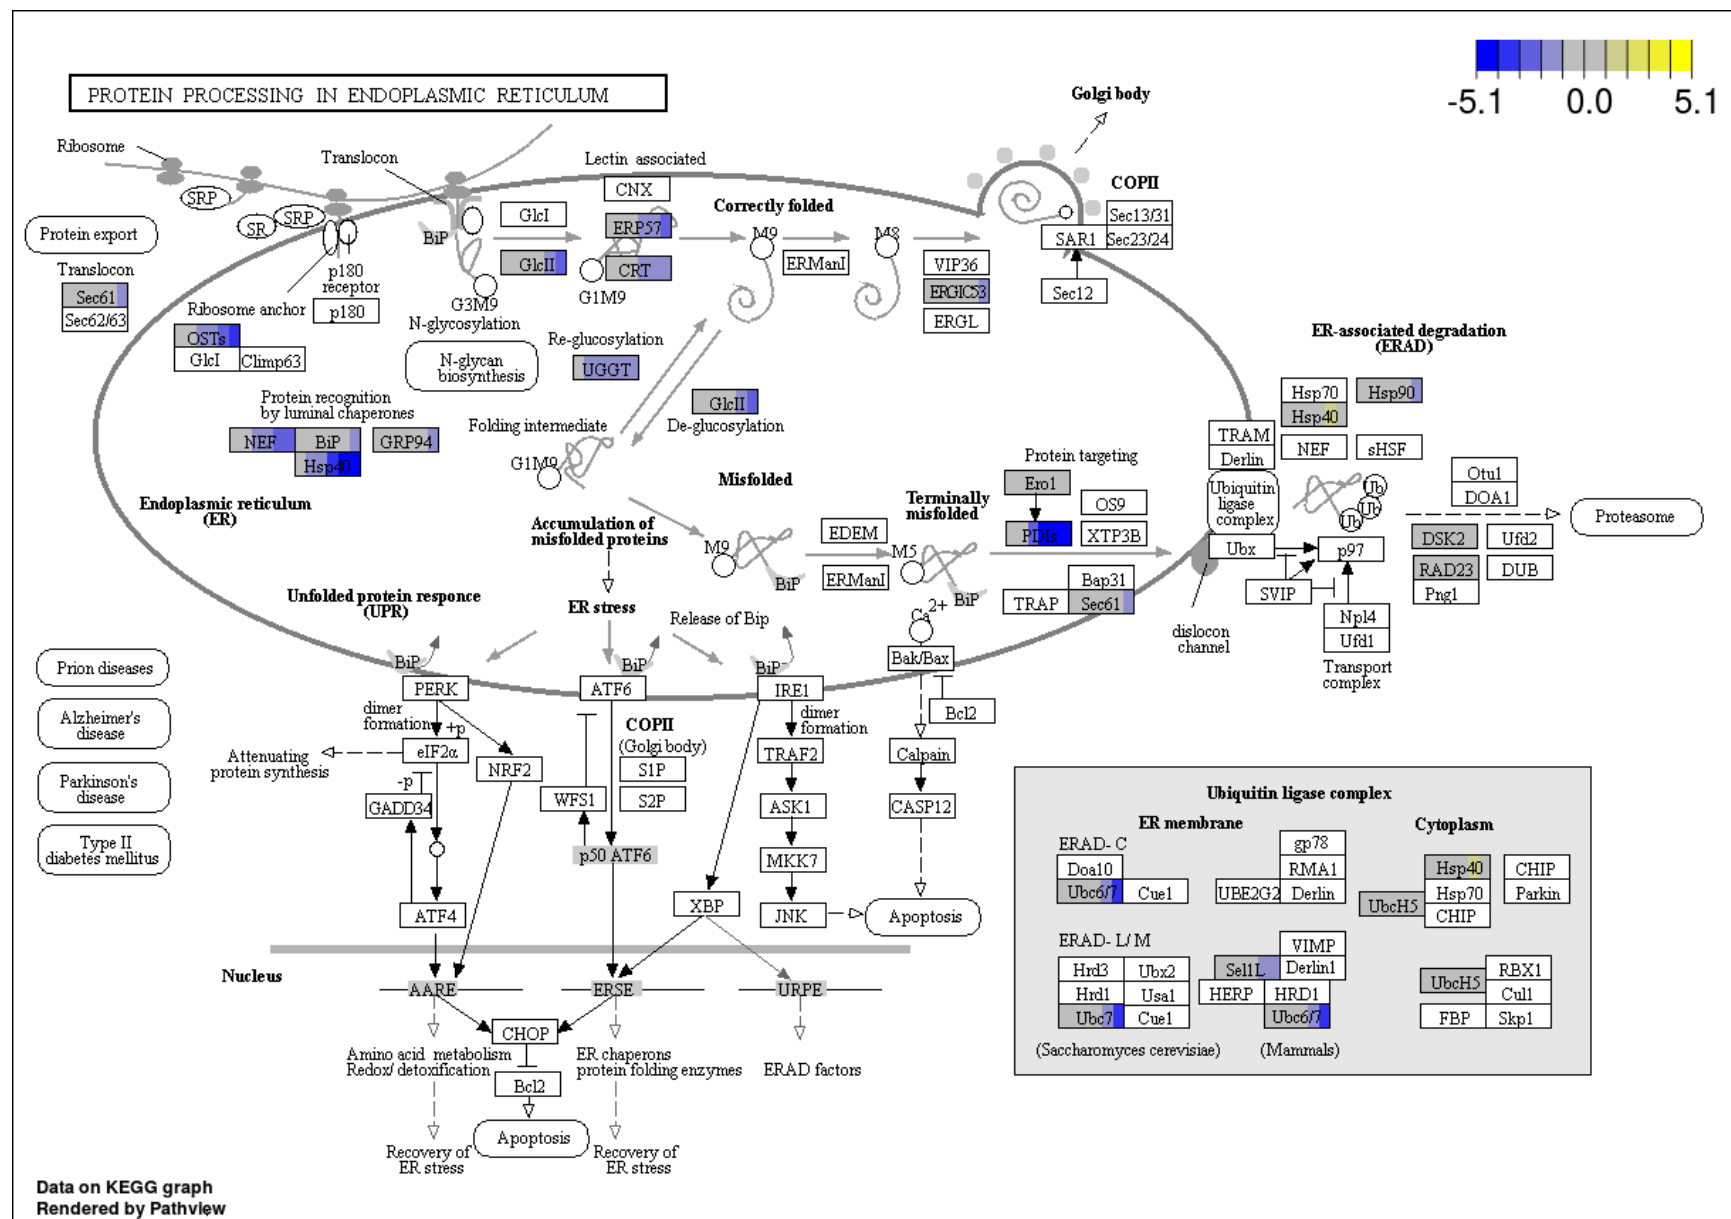 -5.1 0.0 5.1
PROTEIN PROCESSING IN ENDOPLASMIC RETICULUM
Golgi body
Ribosome
Translocon
Lectin associated
CNX
COPII
SRP
SRP
SR
GlcI
BiP
ERP57
Correctly folded
Sec13/31
SAR1
Sec23/24
Protein export
M9
M8
Translocon
p180
receptor
GlcII
CRT
G1M9
ERManI
VIP36
Sec61
Sec62/63
Ribosome anchor
p180
G3M9
N-glycosylation
ERGIC53
ERGL
Sec12
OSTs
GlcI
Climp63
N-glycan
biosynthesis
Re-glucosylation
UGGT
ER-associated degradation
(ERAD)
Protein recognition
by luminal chaperones
GlcII
De-glucosylation
Hsp70
Hsp90
Hsp40
NEF
BiP
GRP94
Hsp40
Folding intermediate
G1M9
TRAM
Derlin
NEF
sHSF
Endoplasmic reticulum
(ER)
Misfolded
Protein targeting
Ero1
OS9
Otu1
DOA1
Ubiquitin
ligase
complex
Ub
Ub
Ub
Accumulation of
misfolded proteins
Terminally
misfolded
PDIs
XTP3B
Proteasome
M9
EDEM
M5
Ubx
p97
DSK2
Ufd2
BiP
ERManI
BiP
Bap31
TRAP
Sec61
SVIP
RAD23
DUB
Png1
Unfolded protein responce
(UPR)
ER stress
Release of Bip
Ca2+
dislocon
channel
Npl4
Ufd1
Transport
complex
Prion diseases
BiP
BiP
BiP
Bak/Bax
PERK
ATF6
IRE1
Alzheimer's
disease
dimer
formation
+p
COPII
(Golgi body)
dimer
formation
Bcl2
Attenuating
protein synthesis
eIF2α
NRF2
S1P
TRAF2
Calpain
Parkinson's
disease
-p
GADD34
WFS1
S2P
ASK1
CASP12
Type II
diabetes mellitus
p50 ATF6
MKK7
ATF4
XBP
JNK
Apoptosis
Nucleus
AARE
ERSE
URPE
CHOP
Amino acid metabolism
Redox/detoxification
ER chaperons
protein folding enzymes
ERAD factors
Bcl2
Apoptosis
Recovery of
ER stress
Recovery of
ER stress
Ubiquitin ligase complex
ER membrane
Cytoplasm
ERAD-C
Doa10
Ubc6/7
Cue1
gp78
RMA1
UBE2G2
Derlin
Hsp40
Hsp70
UbcH5
CHIP
CHIP
Parkin
ERAD-L/M
Hrd3
Ubx2
Hrd1
Usa1
Ubc7
Cue1
VIMP
Sel1L
Derlin1
HERP
HRD1
Ubc6/7
UbcH5
RBX1
Cul1
FBP
Skp1
(Saccharomyces cerevisiae)
(Mammals)
Data on KEGG graph
Rendered by Pathview